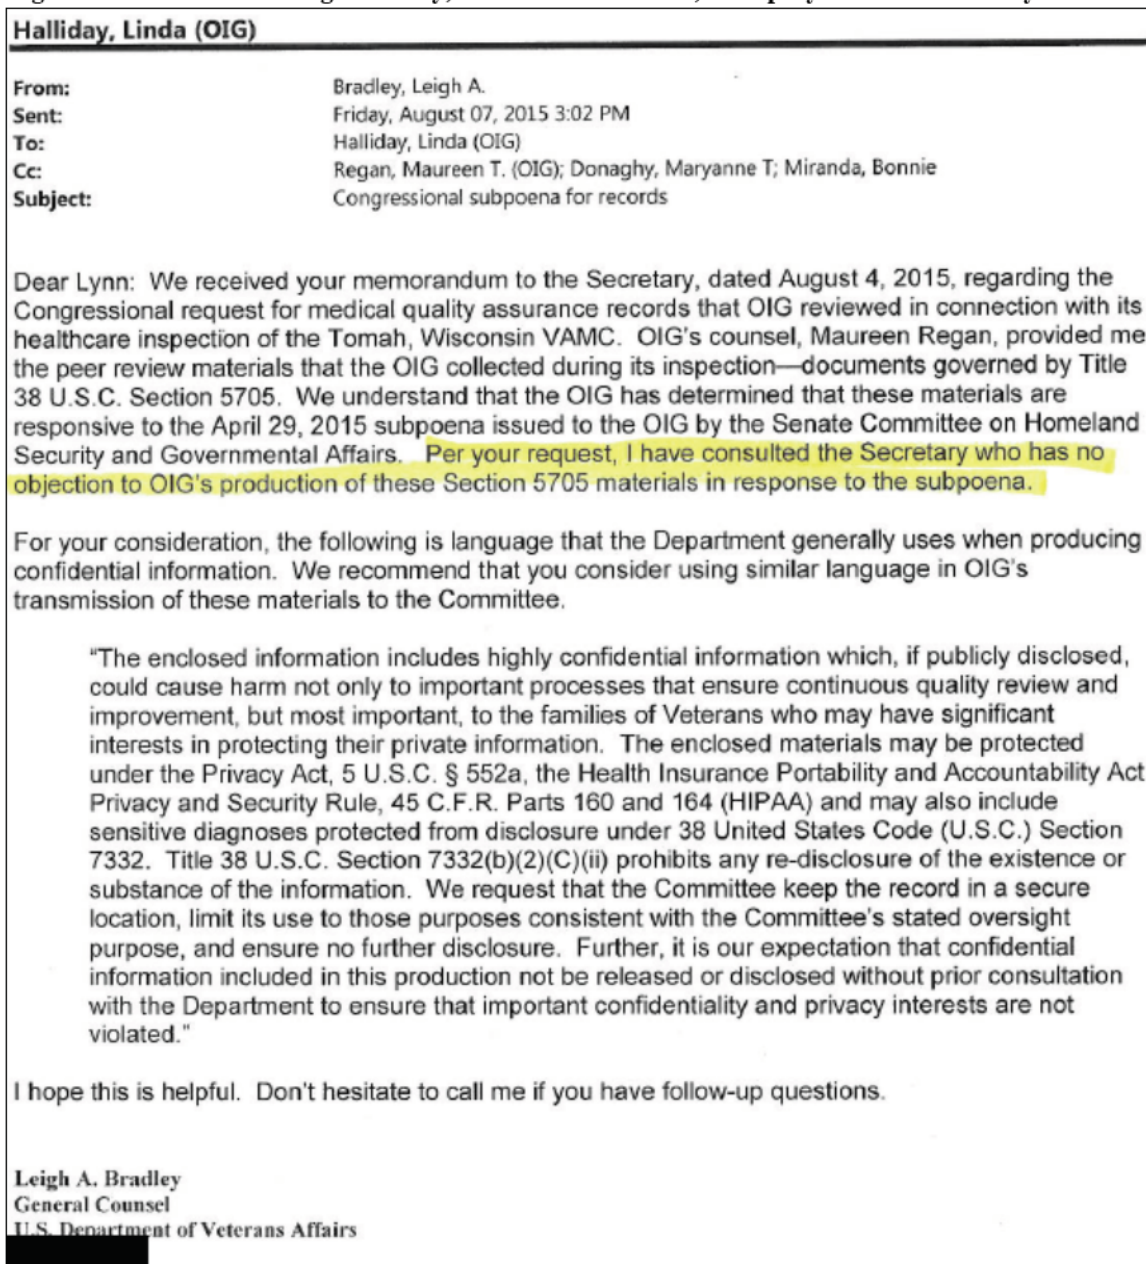 Halliday, Linda (OIG)
From: Bradley, Leigh A.
Sent: Friday, August 07, 2015 3:02 PM
To: Halliday, Linda (OIG)
Cc: Regan, Maureen T. (OIG); Donaghy, Maryanne T; Miranda, Bonnie
Subject: Congressional subpoena for records
Dear Lynn: We received your memorandum to the Secretary, dated August 4, 2015, regarding the
Congressional request for medical quality assurance records that OIG reviewed in connection with its
healthcare inspection of the Tomah, Wisconsin VAMC. OIG's counsel, Maureen Regan, provided me
the peer review materials that the OIG collected during its inspection—documents governed by Title
38 U.S.C. Section 5705. We understand that the OIG has determined that these materials are
responsive to the April 29, 2015 subpoena issued to the OIG by the Senate Committee on Homeland
Security and Governmental Affairs. Per your request, I have consulted the Secretary who has no
objection to OIG's production of these Section 5705 materials in response to the subpoena.
For your consideration, the following is language that the Department generally uses when producing
confidential information. We recommend that you consider using similar language in OIG's
transmission of these materials to the Committee.
"The enclosed information includes highly confidential information which, if publicly disclosed,
could cause harm not only to important processes that ensure continuous quality review and
improvement, but most important, to the families of Veterans who may have significant
interests in protecting their private information. The enclosed materials may be protected
under the Privacy Act, 5 U.S.C. § 552a, the Health Insurance Portability and Accountability Act
Privacy and Security Rule, 45 C.F.R. Parts 160 and 164 (HIPAA) and may also include
sensitive diagnoses protected from disclosure under 38 United States Code (U.S.C.) Section
7332. Title 38 U.S.C. Section 7332(b)(2)(C)(ii) prohibits any re-disclosure of the existence or
substance of the information. We request that the Committee keep the record in a secure
location, limit its use to those purposes consistent with the Committee's stated oversight
purpose, and ensure no further disclosure. Further, it is our expectation that confidential
information included in this production not be released or disclosed without prior consultation
with the Department to ensure that important confidentiality and privacy interests are not
violated."
I hope this is helpful. Don't hesitate to call me if you have follow-up questions.
Leigh A. Bradley
General Counsel
U.S. Department of Veterans Affairs